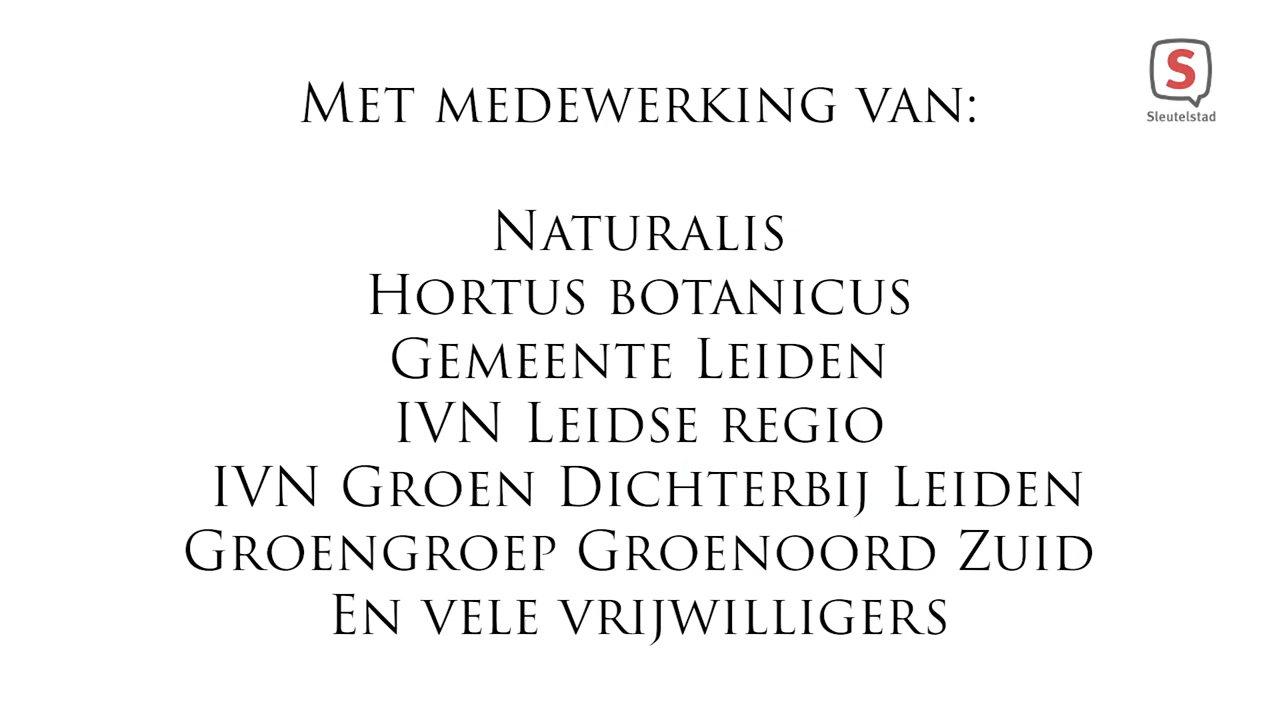 Met medewerking van:
S
Sleutelstad
Naturalis
Hortus botanicus
Gemeente Leiden
IVN Leidse regio
IVN Groen Dichterbij Leiden
Groengroep Groenoord Zuid
En vele vrijwilligers